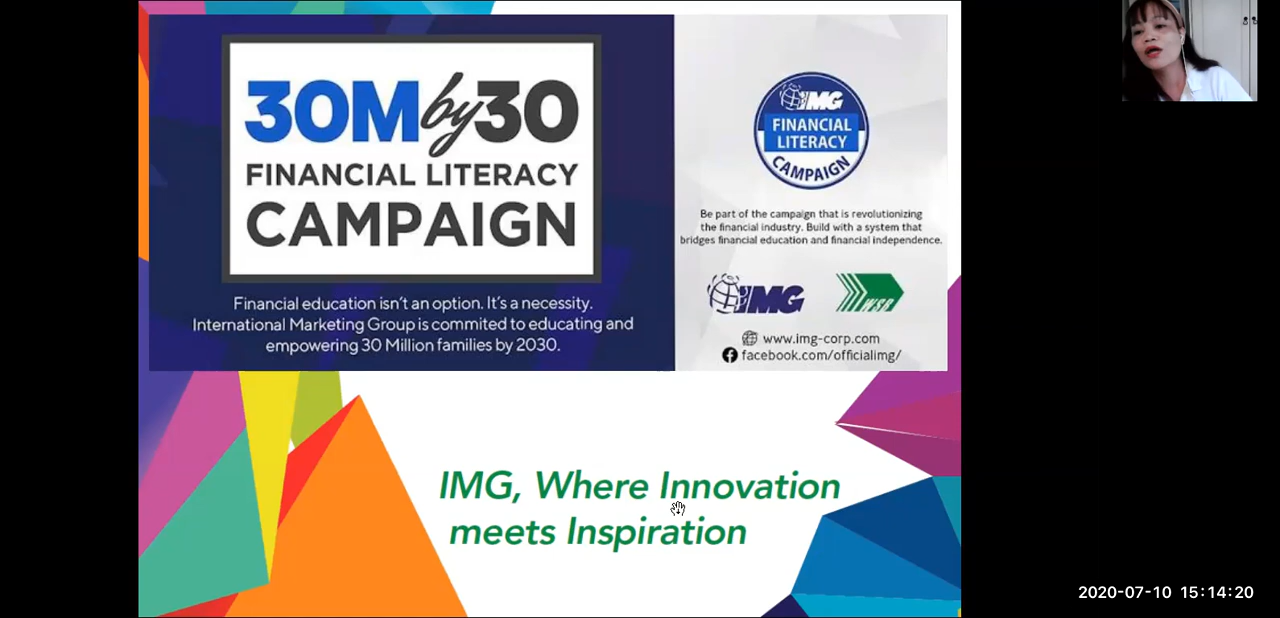 30M by 30
FINANCIAL LITERACY
CAMPAIGN
Financial education isn't an option. It's a necessity.
International Marketing Group is commited to educating and
empowering 30 Million families by 2030.
IMG
FINANCIAL
LITERACY
CAMPAIGN
Be part of the campaign that is revolutionizing
the financial industry. Build with a system that
bridges financial education and financial independence.
IMG WSR
www.img-corp.com
facebook.com/officialimg/
IMG, Where Innovation
meets Inspiration
2020-07-10 15:14:20